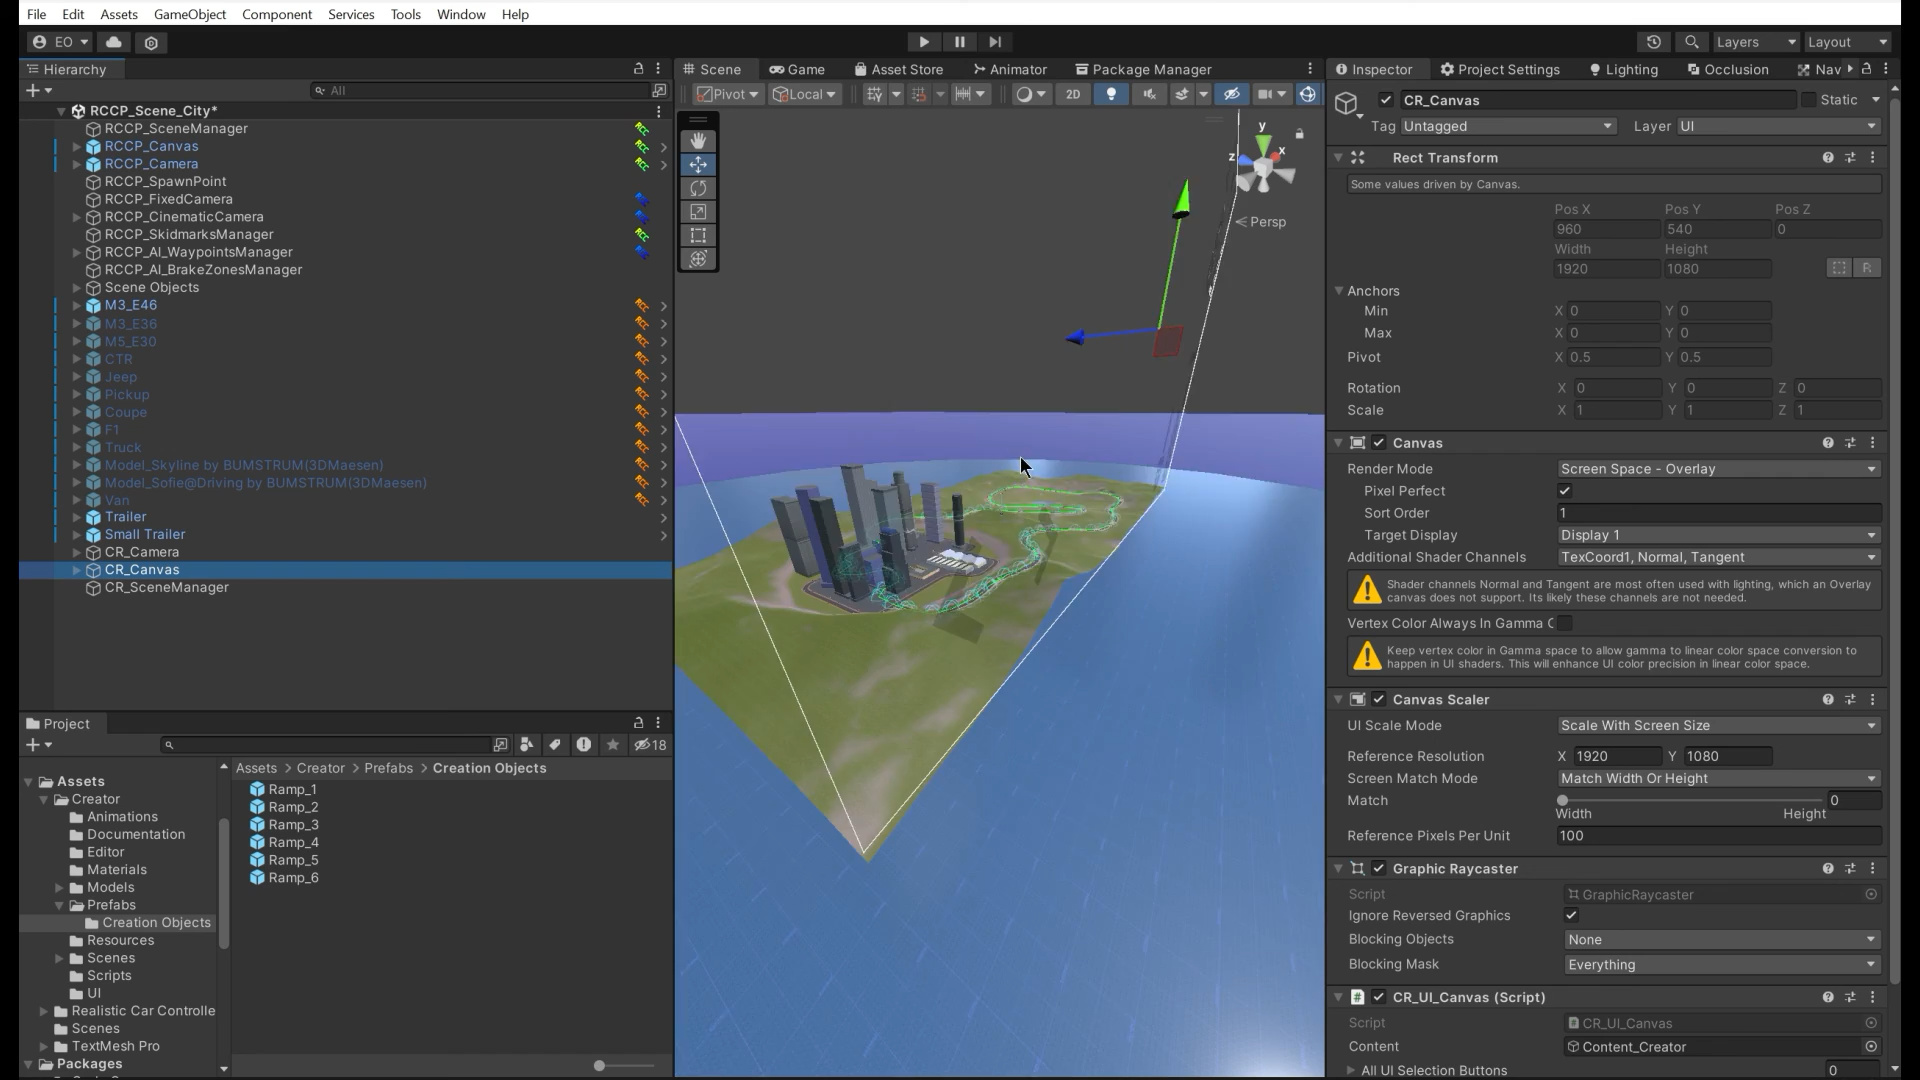 File Edit Assets GameObject Component Services Tools Window Help
EO Layers Layout
Hierarchy
All
RCCP_Scene_City*
RCCP_SceneManager
RCCP_Canvas
RCCP_Camera
RCCP_SpawnPoint
RCCP_FixedCamera
RCCP_CinematicCamera
RCCP_SkidmarksManager
RCCP_AI_WaypointsManager
RCCP_AI_BrakeZonesManager
Scene Objects
M3_E46
M3_E36
M5_E30
CTR
Jeep
Pickup
Coupe
F1
Truck
Model_Skyline by BUMSTRUM(3DMaesen)
Model_Sofie@Driving by BUMSTRUM(3DMaesen)
Van
Trailer
Small Trailer
CR_Camera
CR_Canvas
CR_SceneManager
Scene Game Asset Store Animator Package Manager
Pivot Local 2D
y
x
z
Persp
Project
18
Assets
Creator
Animations
Documentation
Editor
Materials
Models
Prefabs
Creation Objects
Resources
Scenes
Scripts
UI
Realistic Car Controlle
Scenes
TextMesh Pro
Packages
Assets > Creator > Prefabs > Creation Objects
Ramp_1
Ramp_2
Ramp_3
Ramp_4
Ramp_5
Ramp_6
Inspector Project Settings Lighting Occlusion Nav
CR_Canvas Static
Tag Untagged Layer UI
Rect Transform
Some values driven by Canvas.
Pos X Pos Y Pos Z
960 540 0
Width Height
1920 1080 R
Anchors
Min X 0 Y 0
Max X 0 Y 0
Pivot X 0.5 Y 0.5
Rotation X 0 Y 0 Z 0
Scale X 1 Y 1 Z 1
Canvas
Render Mode Screen Space - Overlay
Pixel Perfect
Sort Order 1
Target Display Display 1
Additional Shader Channels TexCoord1, Normal, Tangent
Shader channels Normal and Tangent are most often used with lighting, which an Overlay
canvas does not support. Its likely these channels are not needed.
Vertex Color Always In Gamma C
Keep vertex color in Gamma space to allow gamma to linear color space conversion to
happen in UI shaders. This will enhance UI color precision in linear color space.
Canvas Scaler
UI Scale Mode Scale With Screen Size
Reference Resolution X 1920 Y 1080
Screen Match Mode Match Width Or Height
Match 0
Width Height
Reference Pixels Per Unit 100
Graphic Raycaster
Script GraphicRaycaster
Ignore Reversed Graphics
Blocking Objects None
Blocking Mask Everything
CR_UI_Canvas (Script)
Script CR_UI_Canvas
Content Content_Creator
All UI Selection Buttons 0